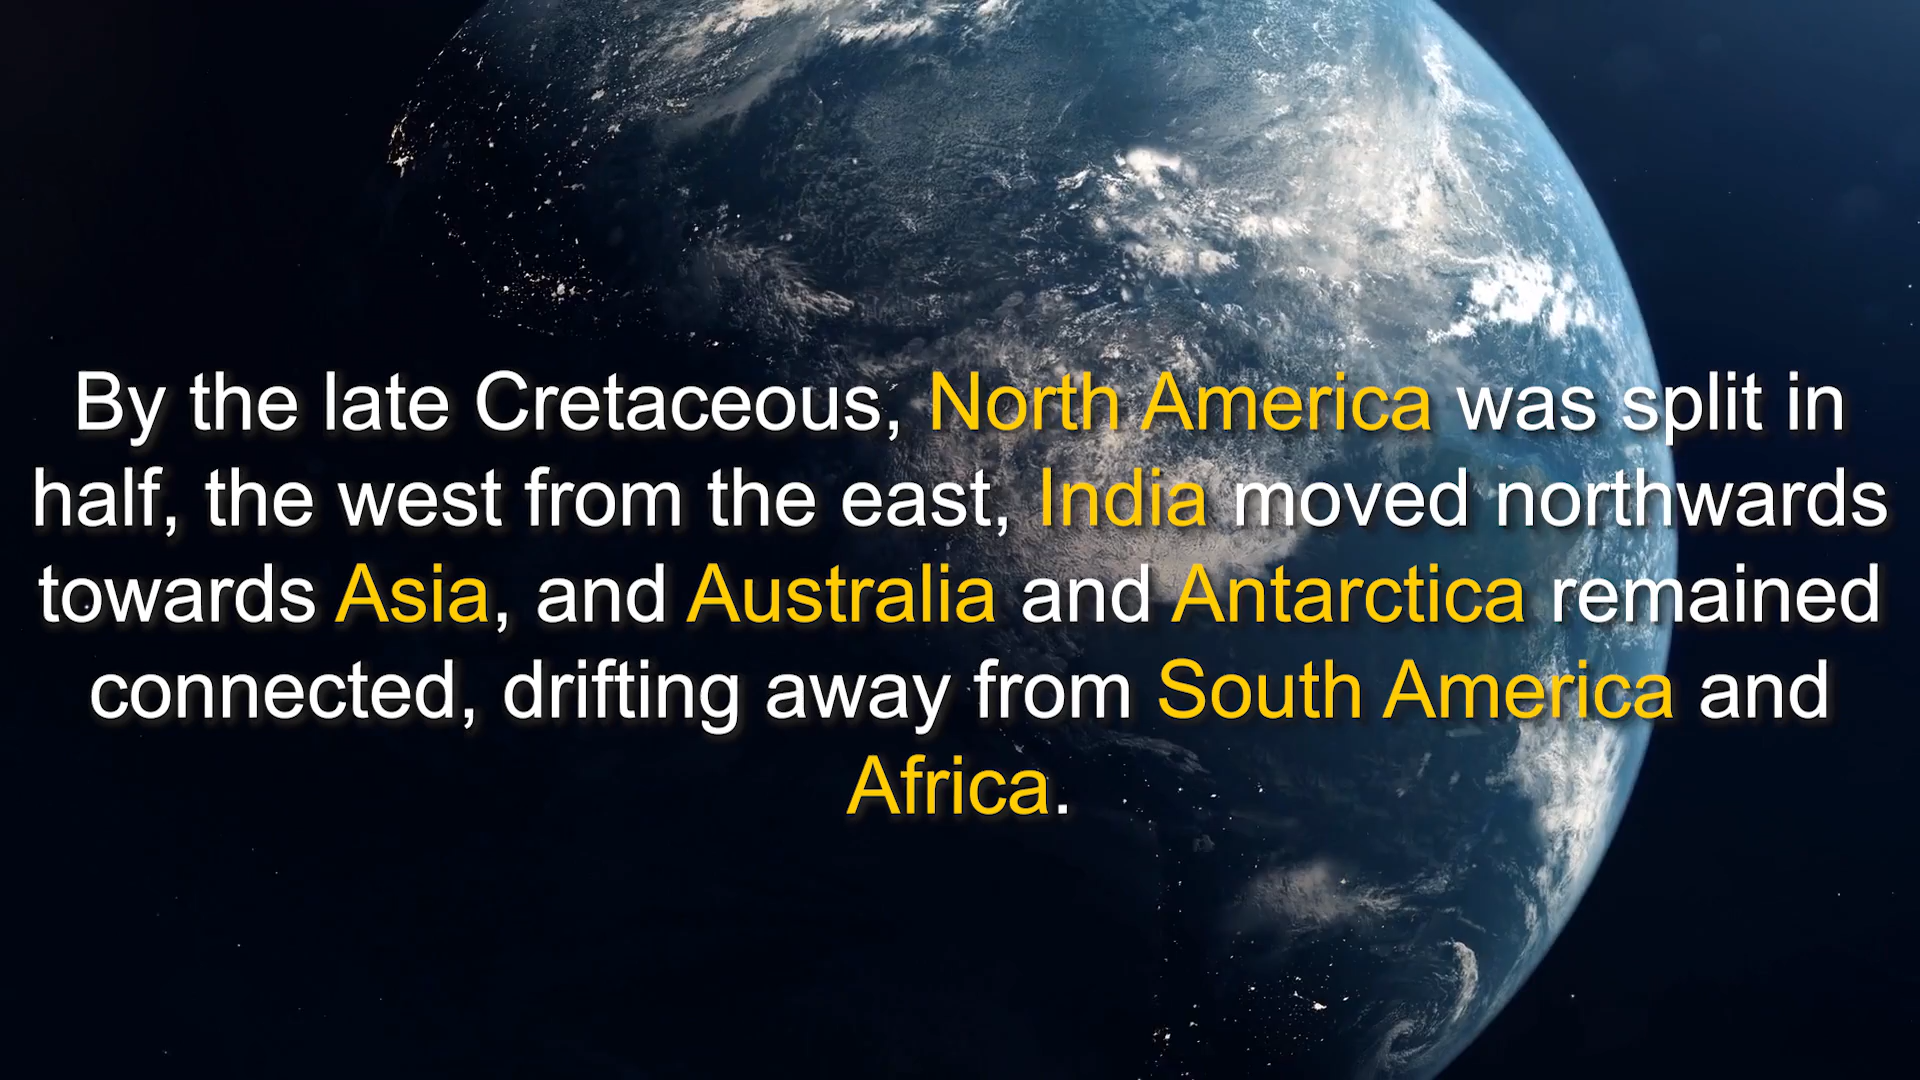 By the late Cretaceous, North America was split in
half, the west from the east, India moved northwards
towards Asia, and Australia and Antarctica remained
connected, drifting away from South America and
Africa.